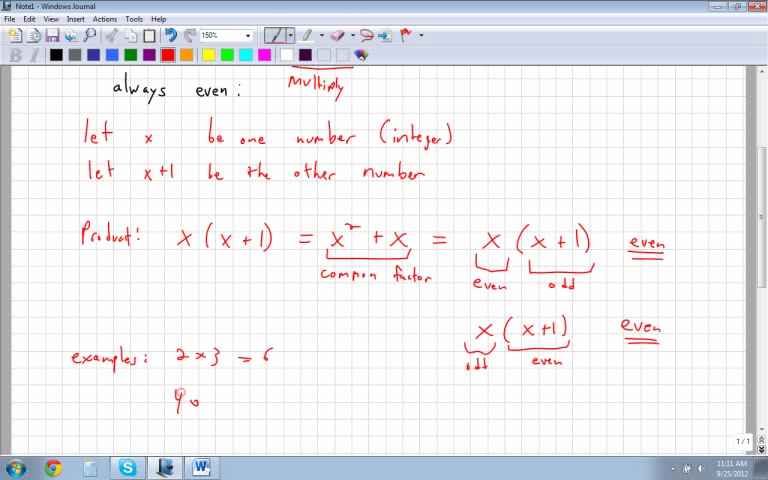 Note1 - Windows Journal
File Edit View Insert Actions Tools Help
150%
B I
always even: Multiply
let x be one number (integer)
let x+1 be the other number
Product: x (x+1) = x² + x = x (x+1) even
common factor even odd
x (x+1) even
odd even
examples: 2 x 3 = 6
4
1 / 1
11:11 AM
9/25/2012